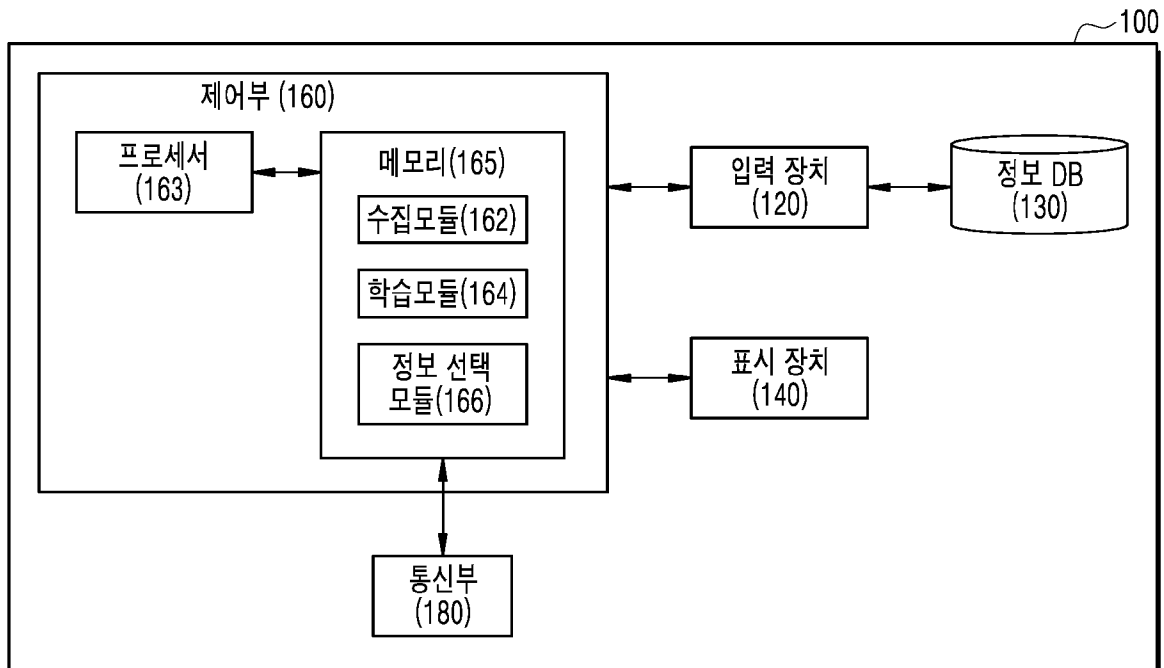 100
제어부 (160)
프로세서
(163)
메모리(165)
수집모듈(162)
학습모듈(164)
정보 선택
모듈(166)
입력 장치
(120)
정보 DB
(130)
표시 장치
(140)
통신부
(180)